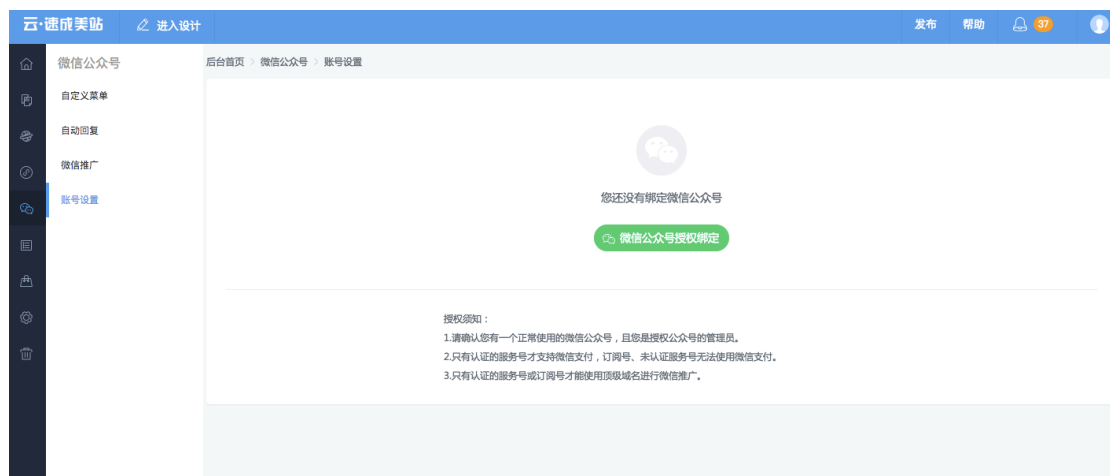 云·速成美站 进入设计 发布 帮助 37
微信公众号
后台首页 > 微信公众号 > 账号设置
自定义菜单
自动回复
微信推广
账号设置
您还没有绑定微信公众号
微信公众号授权绑定
授权须知：
1.请确认您有一个正常使用的微信公众号，且您是授权公众号的管理员。
2.只有认证的服务号才支持微信支付，订阅号、未认证服务号无法使用微信支付。
3.只有认证的服务号或订阅号才能使用顶级域名进行微信推广。